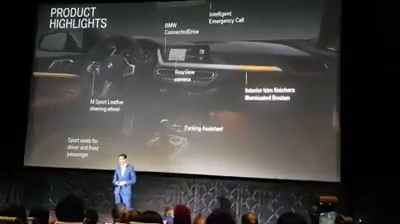 PRODUCT
HIGHLIGHTS
Intelligent
Emergency Call
BMW
ConnectedDrive
Rearview
camera
Interior trim finishers
illuminated Boston
M Sport Leather
steering wheel
Parking Assistant
Sport seats for
driver and front
passenger